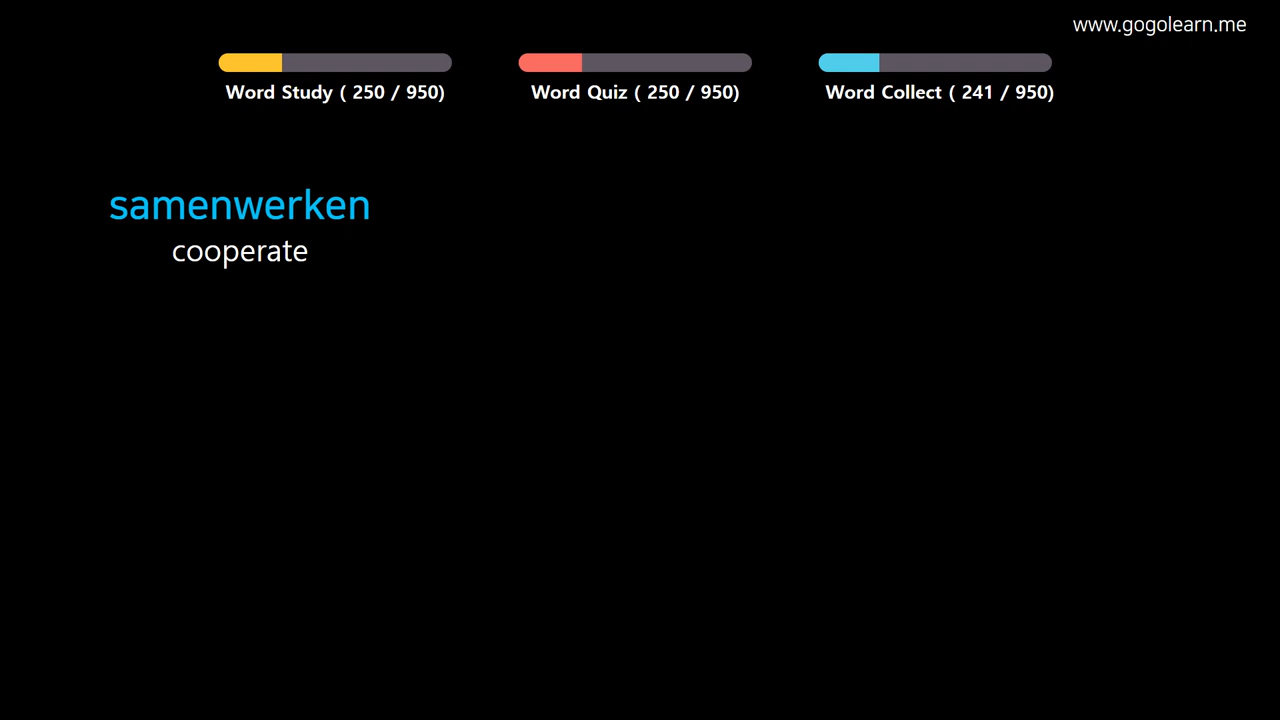 www.gogolearn.me
Word Study ( 250 / 950)
Word Quiz ( 250 / 950)
Word Collect ( 241 / 950)
samenwerken
cooperate